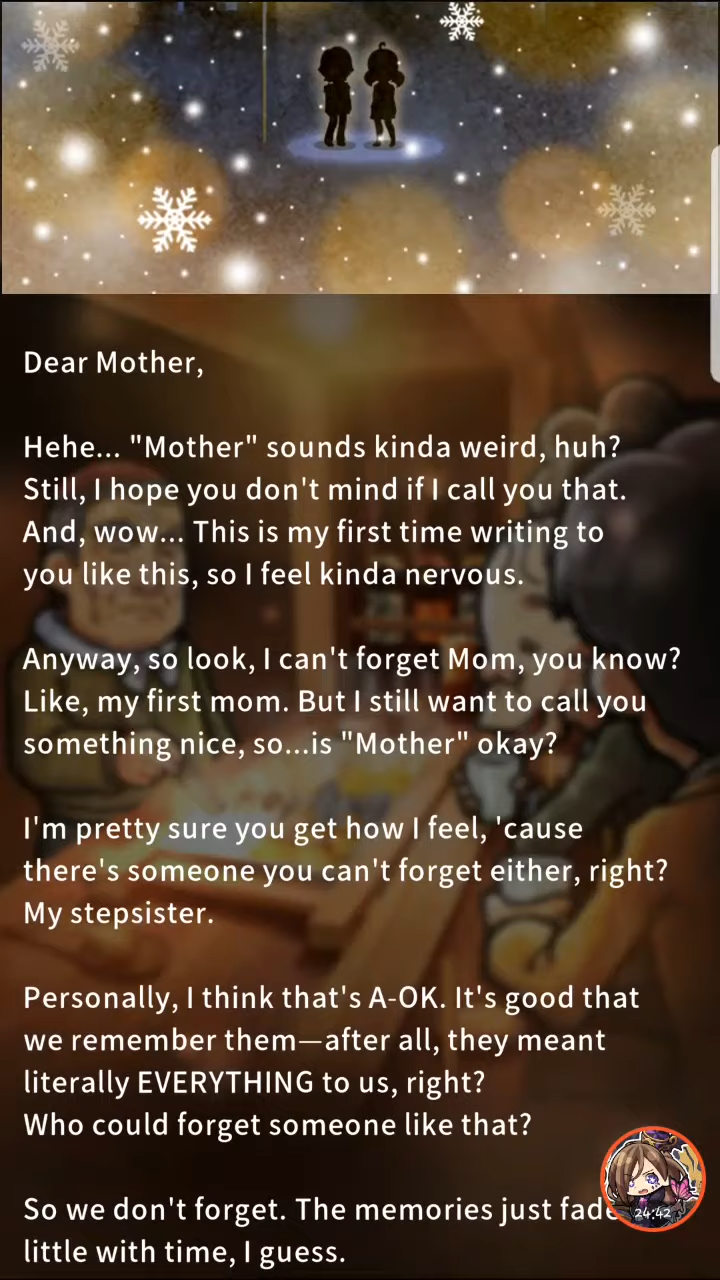 Dear Mother,
Hehe... "Mother" sounds kinda weird, huh?
Still, I hope you don't mind if I call you that.
And, wow... This is my first time writing to
you like this, so I feel kinda nervous.
Anyway, so look, I can't forget Mom, you know?
Like, my first mom. But I still want to call you
something nice, so...is "Mother" okay?
I'm pretty sure you get how I feel, 'cause
there's someone you can't forget either, right?
My stepsister.
Personally, I think that's A-OK. It's good that
we remember them—after all, they meant
literally EVERYTHING to us, right?
Who could forget someone like that?
So we don't forget. The memories just fade
little with time, I guess.
24:42